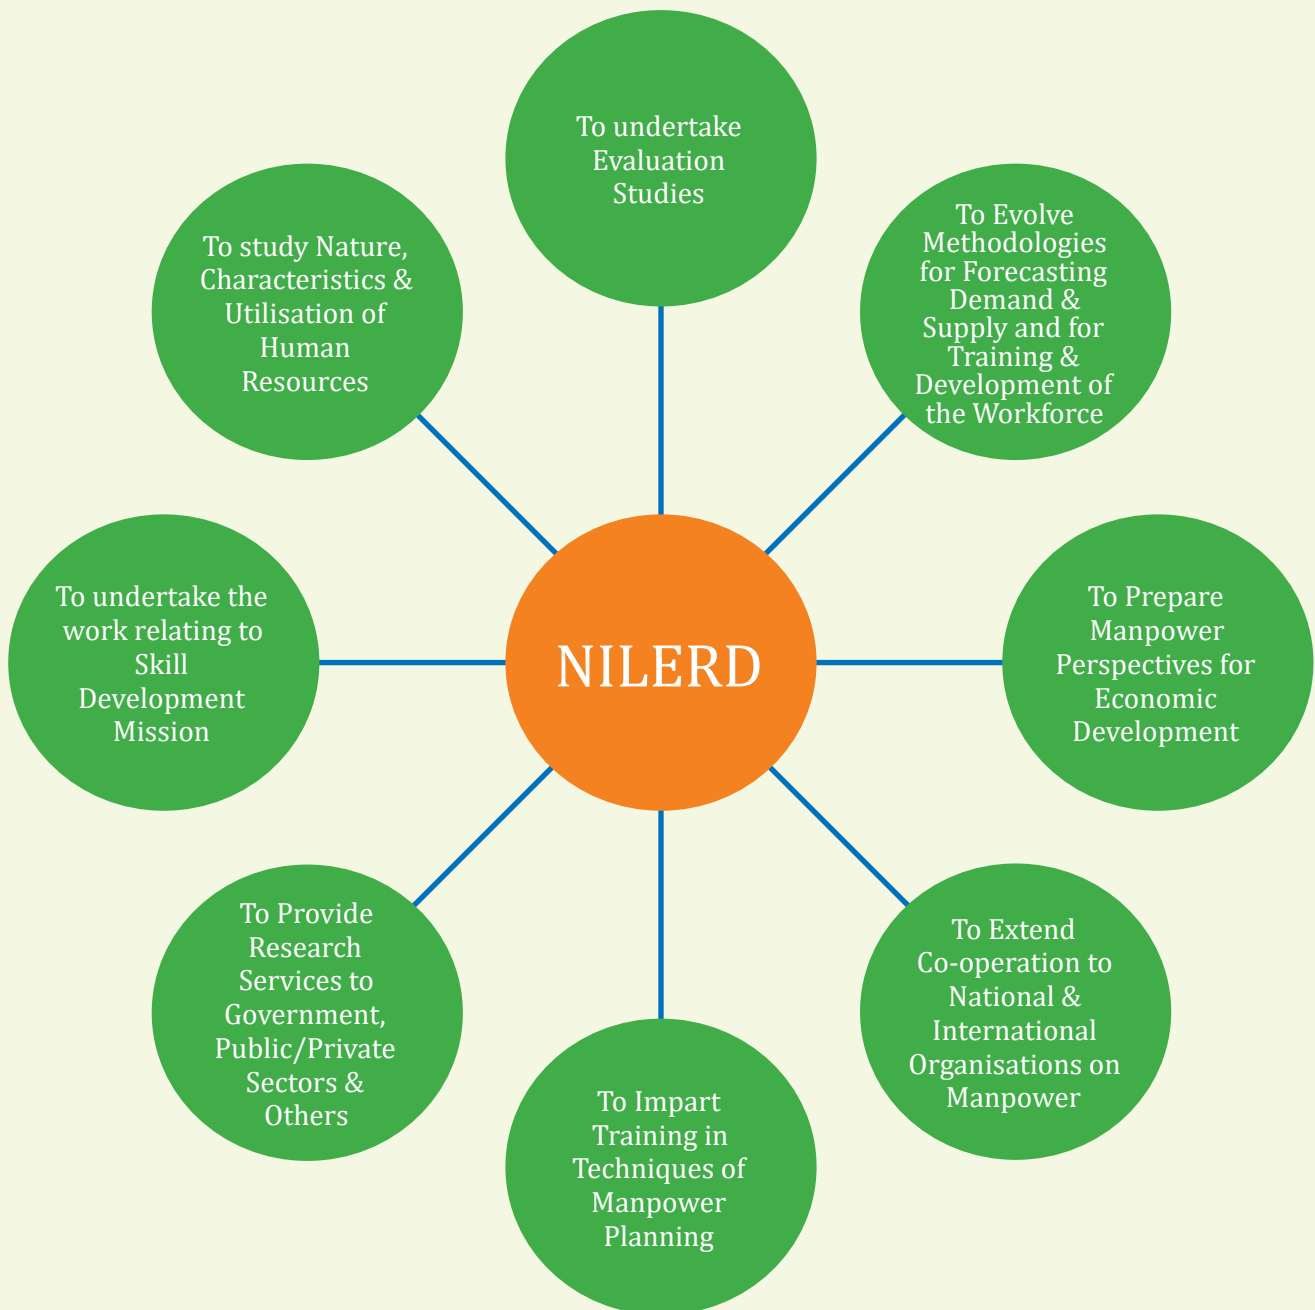 To undertake
Evaluation
Studies
To Evolve
Methodologies
for Forecasting
Demand &
Supply and for
Training &
Development of
the Workforce
To Prepare
Manpower
Perspectives for
Economic
Development
To Extend
Co-operation to
National &
International
Organisations on
Manpower
To Impart
Training in
Techniques of
Manpower
Planning
To Provide
Research
Services to
Government,
Public/Private
Sectors &
Others
To undertake the
work relating to
Skill
Development
Mission
To study Nature,
Characteristics &
Utilisation of
Human
Resources
NILERD